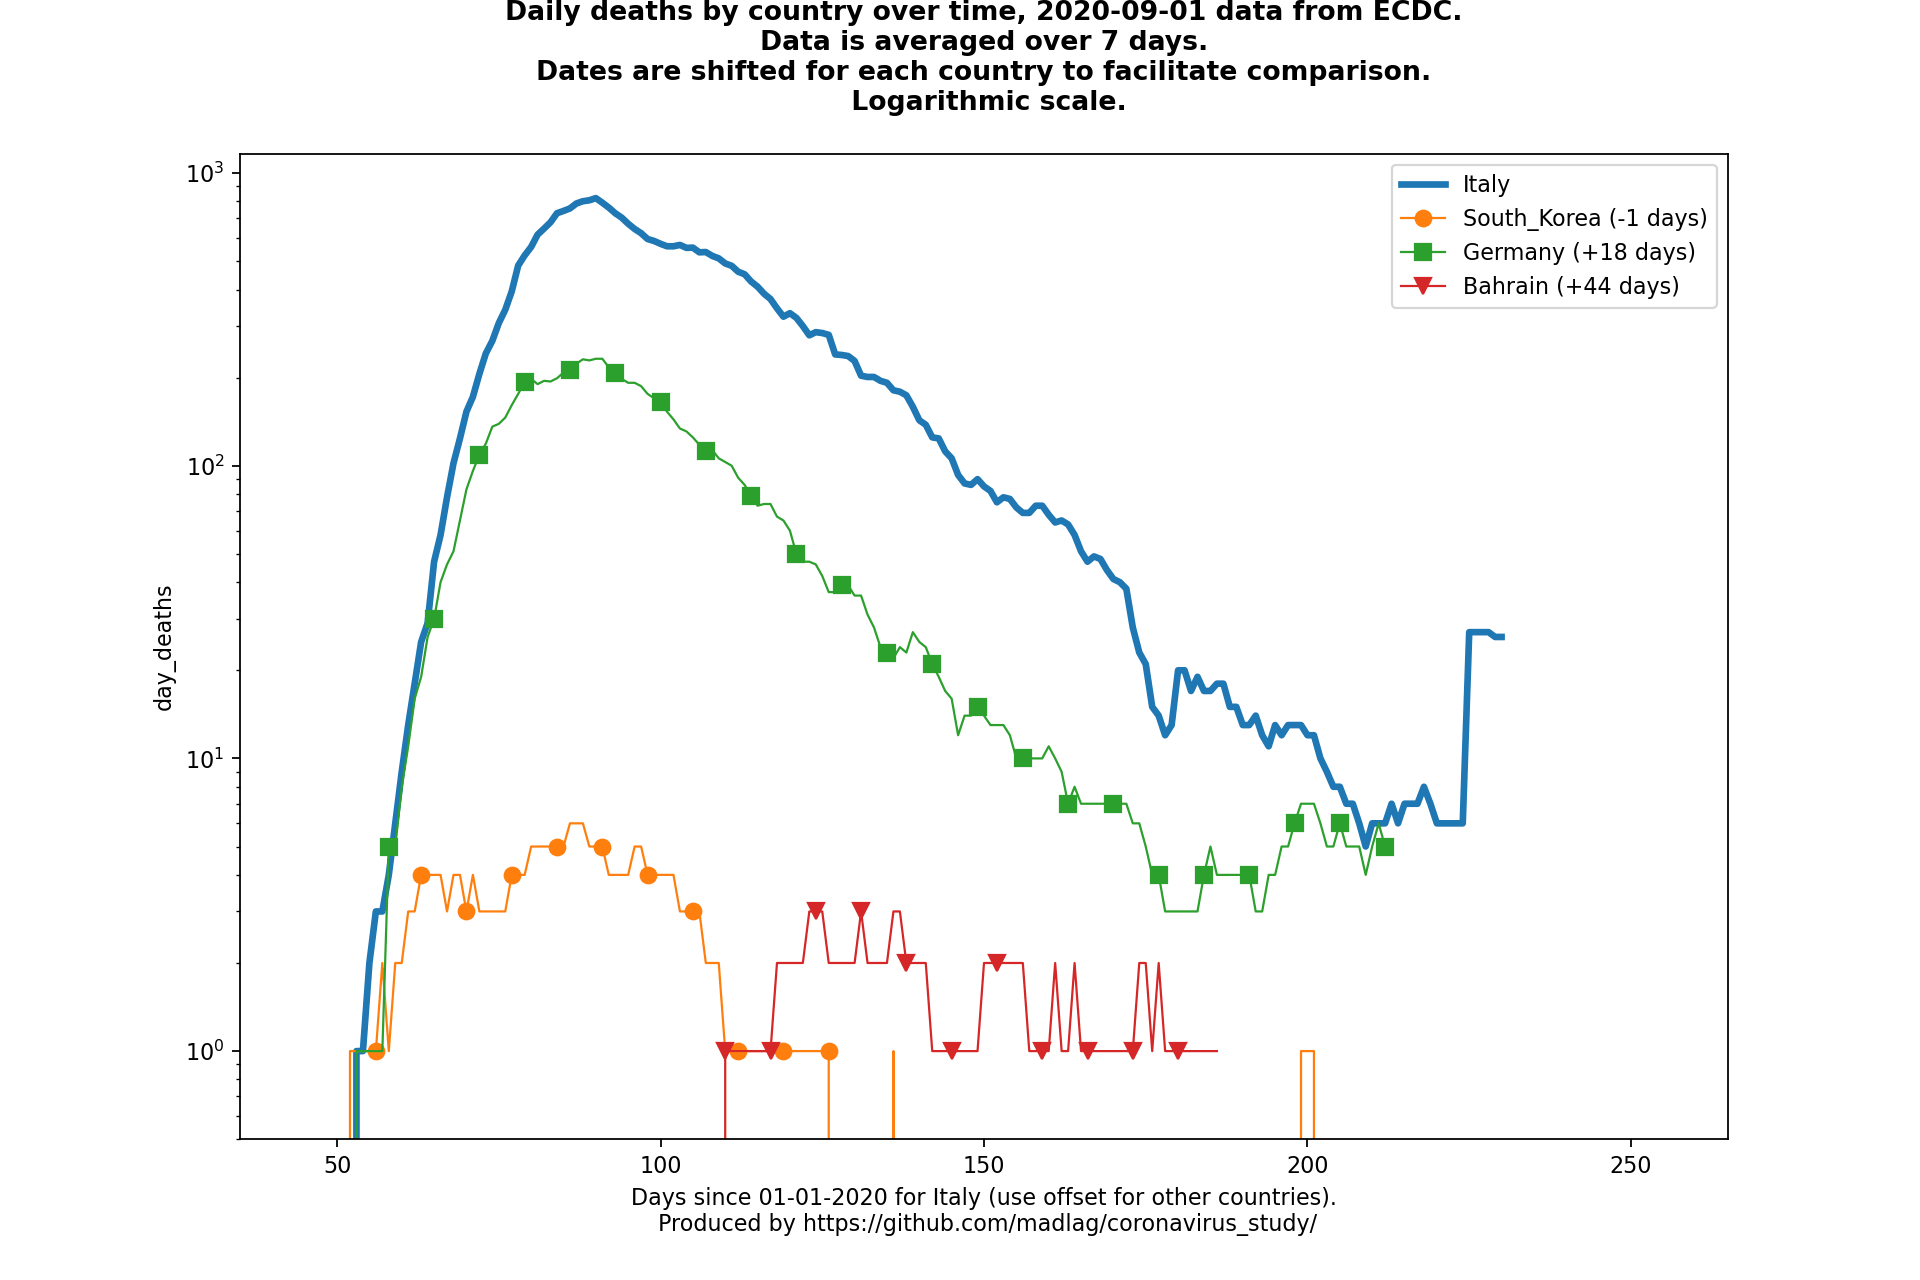 Daily deaths by country over time, 2020-09-01 data from ECDC.
Data is averaged over 7 days.
Dates are shifted for each country to facilitate comparison.
Logarithmic scale.
10³
10²
10¹
10⁰
day_deaths
Italy
South_Korea (-1 days)
Germany (+18 days)
Bahrain (+44 days)
50 100 150 200 250
Days since 01-01-2020 for Italy (use offset for other countries).
Produced by https://github.com/madlag/coronavirus_study/